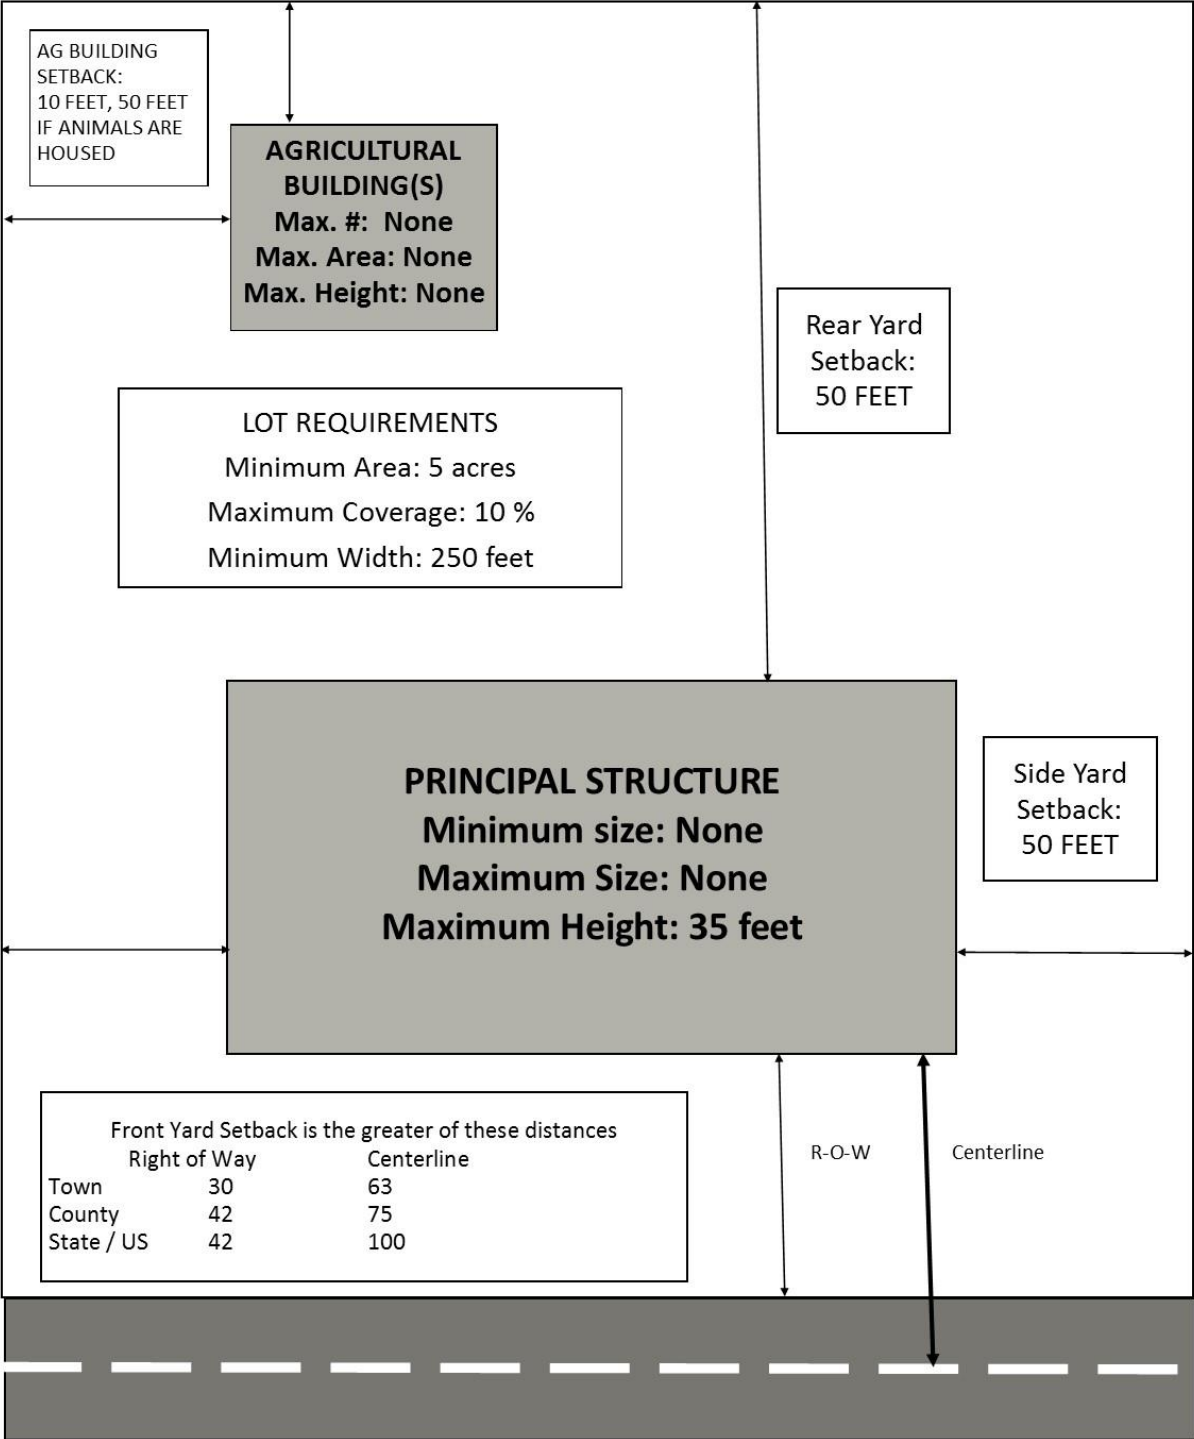 AG BUILDING
SETBACK:
10 FEET, 50 FEET
IF ANIMALS ARE
HOUSED
AGRICULTURAL
BUILDING(S)
Max. #: None
Max. Area: None
Max. Height: None
Rear Yard
Setback:
50 FEET
LOT REQUIREMENTS
Minimum Area: 5 acres
Maximum Coverage: 10 %
Minimum Width: 250 feet
PRINCIPAL STRUCTURE
Minimum size: None
Maximum Size: None
Maximum Height: 35 feet
Side Yard
Setback:
50 FEET
Front Yard Setback is the greater of these distances
Right of Way Centerline
Town 30 63
County 42 75
State / US 42 100
R-O-W
Centerline